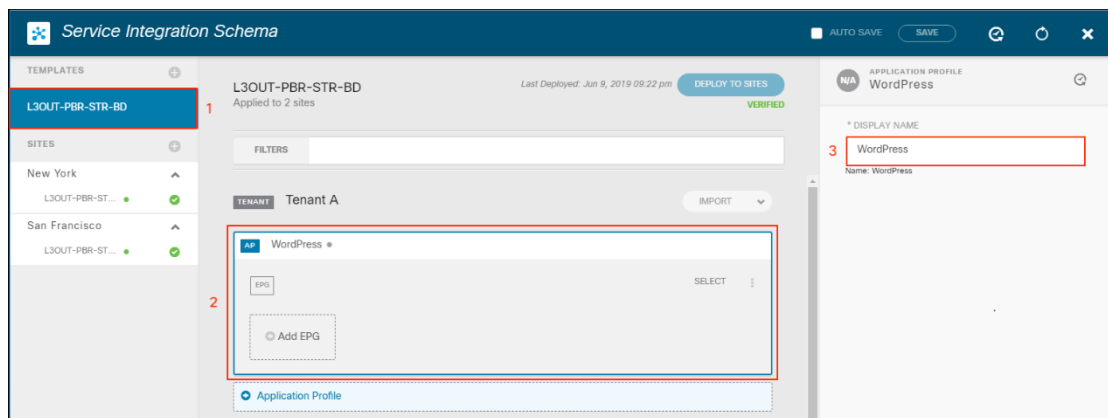 Service Integration Schema
AUTO SAVE SAVE
TEMPLATES
L3OUT-PBR-STR-BD
1
SITES
New York
L3OUT-PBR-ST...
San Francisco
L3OUT-PBR-ST...
L3OUT-PBR-STR-BD
Applied to 2 sites
Last Deployed: Jun 9, 2019 09:22 pm
DEPLOY TO SITES
VERIFIED
FILTERS
TENANT Tenant A
IMPORT
2
AP WordPress
EPG
SELECT
Add EPG
Application Profile
N/A
APPLICATION PROFILE
WordPress
* DISPLAY NAME
3
WordPress
Name: WordPress